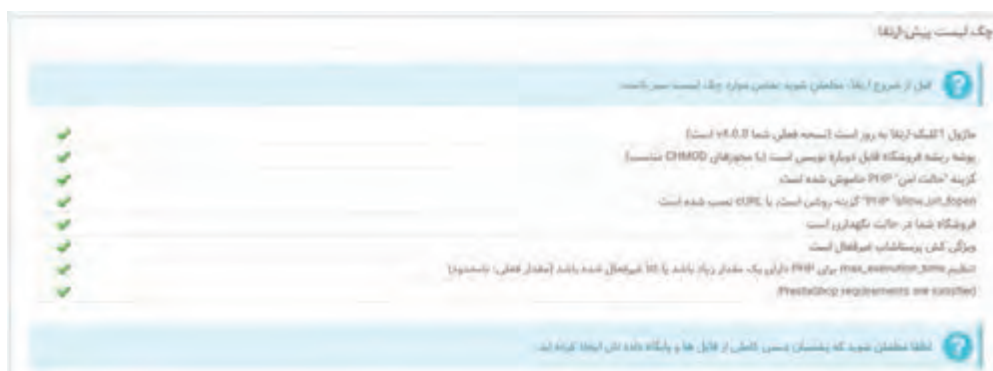 چک لیست پیش-ارتقا
قبل از شروع ارتقا، مطمئن شوید تمامی موارد چک لیست سبز باشند.
ماژول 1کلیک-ارتقا به روز است (نسخه فعلی شما v4.0.0 است)
پوشه ریشه فروشگاه قابل دوباره نویسی است (با مجوزهای CHMOD مناسب)
گزینه "حالت امن" PHP خاموش شده است
PHP "allow_url_fopen" گزینه روشن است، یا cURL نصب شده است
فروشگاه شما در حالت نگهداری است
ویژگی کش پرستاشاپ غیرفعال است
تنظیم max_execution_time برای PHP دارای یک مقدار زیاد باشد یا کلاً غیرفعال شده باشد (مقدار فعلی: نامحدود)
PrestaShop requirements are satisfied
لطفا مطمئن شوید که پشتیبان دستی کاملی از فایل ها و پایگاه داده تان ایجاد کرده اید.